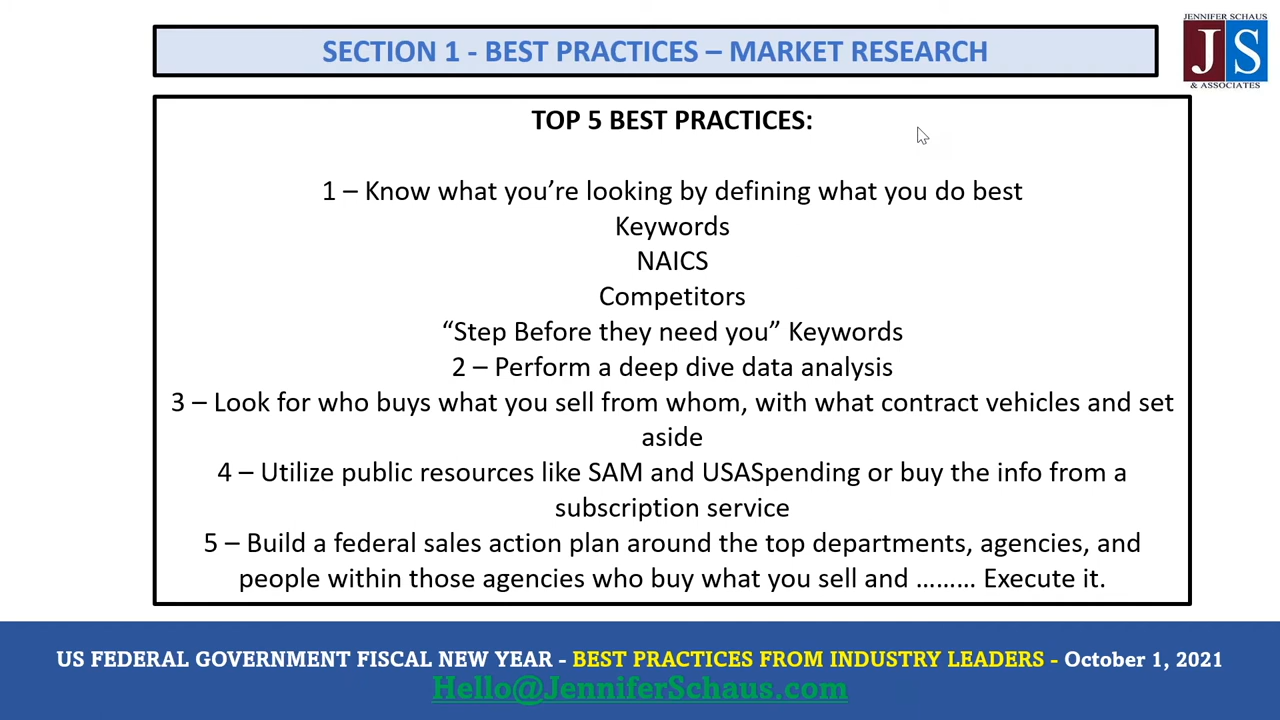 SECTION 1 - BEST PRACTICES – MARKET RESEARCH
JENNIFER SCHAUS
JS
& ASSOCIATES
TOP 5 BEST PRACTICES:
1 – Know what you’re looking by defining what you do best
Keywords
NAICS
Competitors
“Step Before they need you” Keywords
2 – Perform a deep dive data analysis
3 – Look for who buys what you sell from whom, with what contract vehicles and set
aside
4 – Utilize public resources like SAM and USASpending or buy the info from a
subscription service
5 – Build a federal sales action plan around the top departments, agencies, and
people within those agencies who buy what you sell and ……… Execute it.
US FEDERAL GOVERNMENT FISCAL NEW YEAR - BEST PRACTICES FROM INDUSTRY LEADERS - October 1, 2021
Hello@JenniferSchaus.com